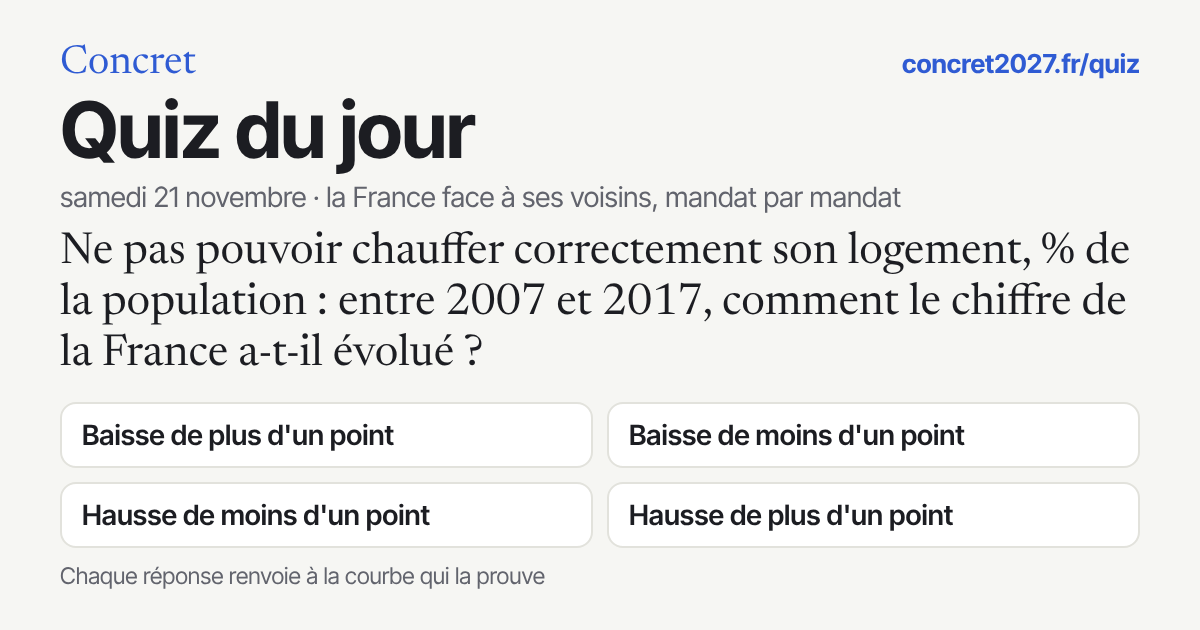 Concret
concret2027.fr/quiz
Quiz du jour
samedi 21 novembre · la France face à ses voisins, mandat par mandat
Ne pas pouvoir chauffer correctement son logement, % de
la population : entre 2007 et 2017, comment le chiffre de
la France a-t-il évolué ?
Baisse de plus d'un point
Baisse de moins d'un point
Hausse de moins d'un point
Hausse de plus d'un point
Chaque réponse renvoie à la courbe qui la prouve